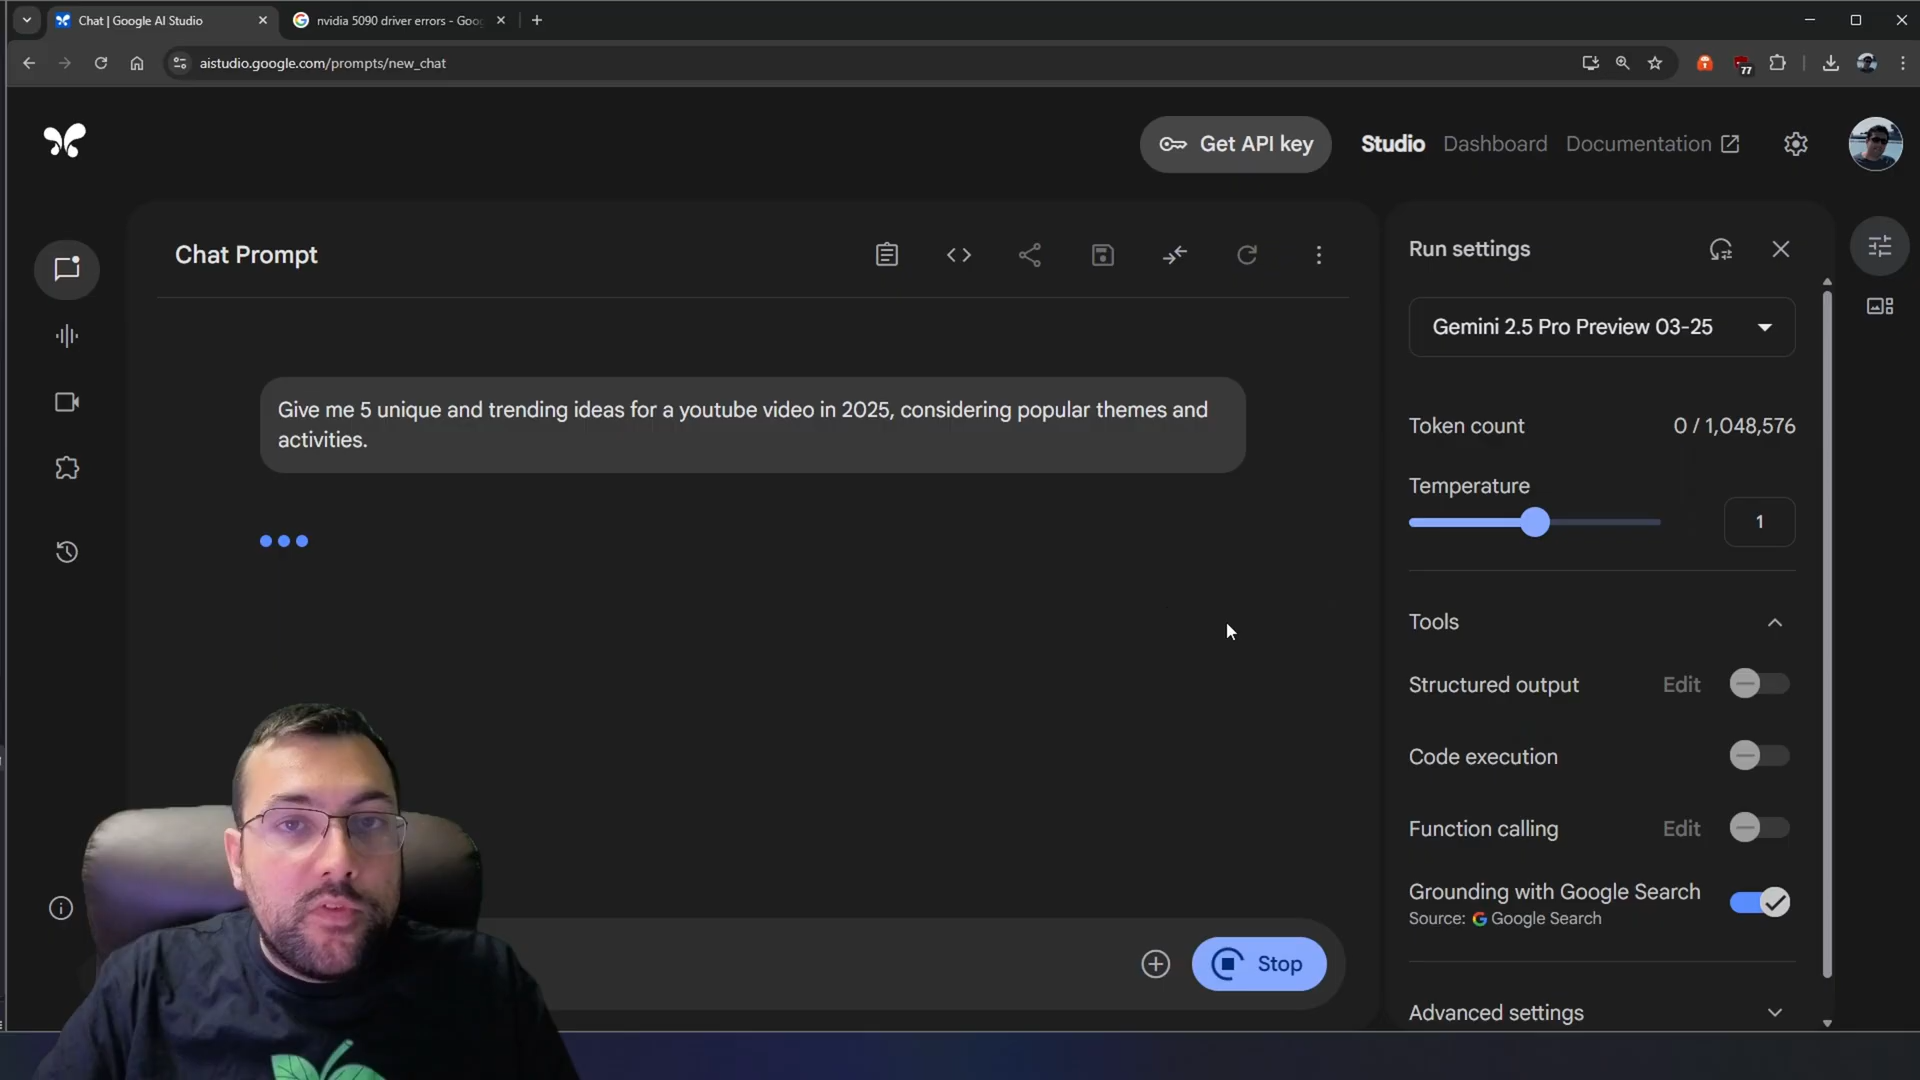 Chat | Google AI Studio
nvidia 5090 driver errors - Goo
aistudio.google.com/prompts/new_chat
77
Get API key
Studio
Dashboard
Documentation
Chat Prompt
Run settings
Gemini 2.5 Pro Preview 03-25
Give me 5 unique and trending ideas for a youtube video in 2025, considering popular themes and
activities.
Token count
0 / 1,048,576
Temperature
1
Tools
Structured output
Edit
Code execution
Function calling
Edit
Grounding with Google Search
Source: G Google Search
Stop
Advanced settings